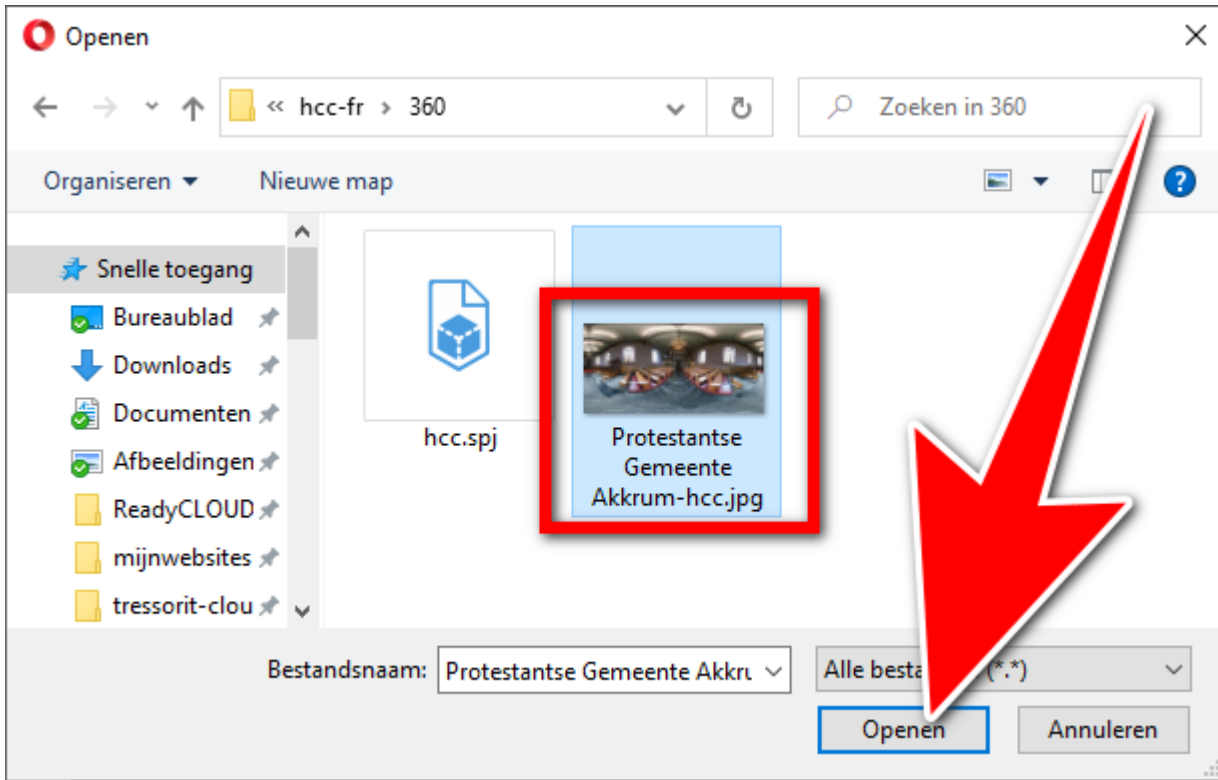 Openen
« hcc-fr › 360
Zoeken in 360
Organiseren
Nieuwe map
?
Snelle toegang
Bureaublad
Downloads
Documenten
Afbeeldingen
ReadyCLOUD
mijnwebsites
tressorit-clou
hcc.spj
Protestantse
Gemeente
Akkrum-hcc.jpg
Bestandsnaam:
Protestantse Gemeente Akkru
Alle besta (*.*)
Openen
Annuleren